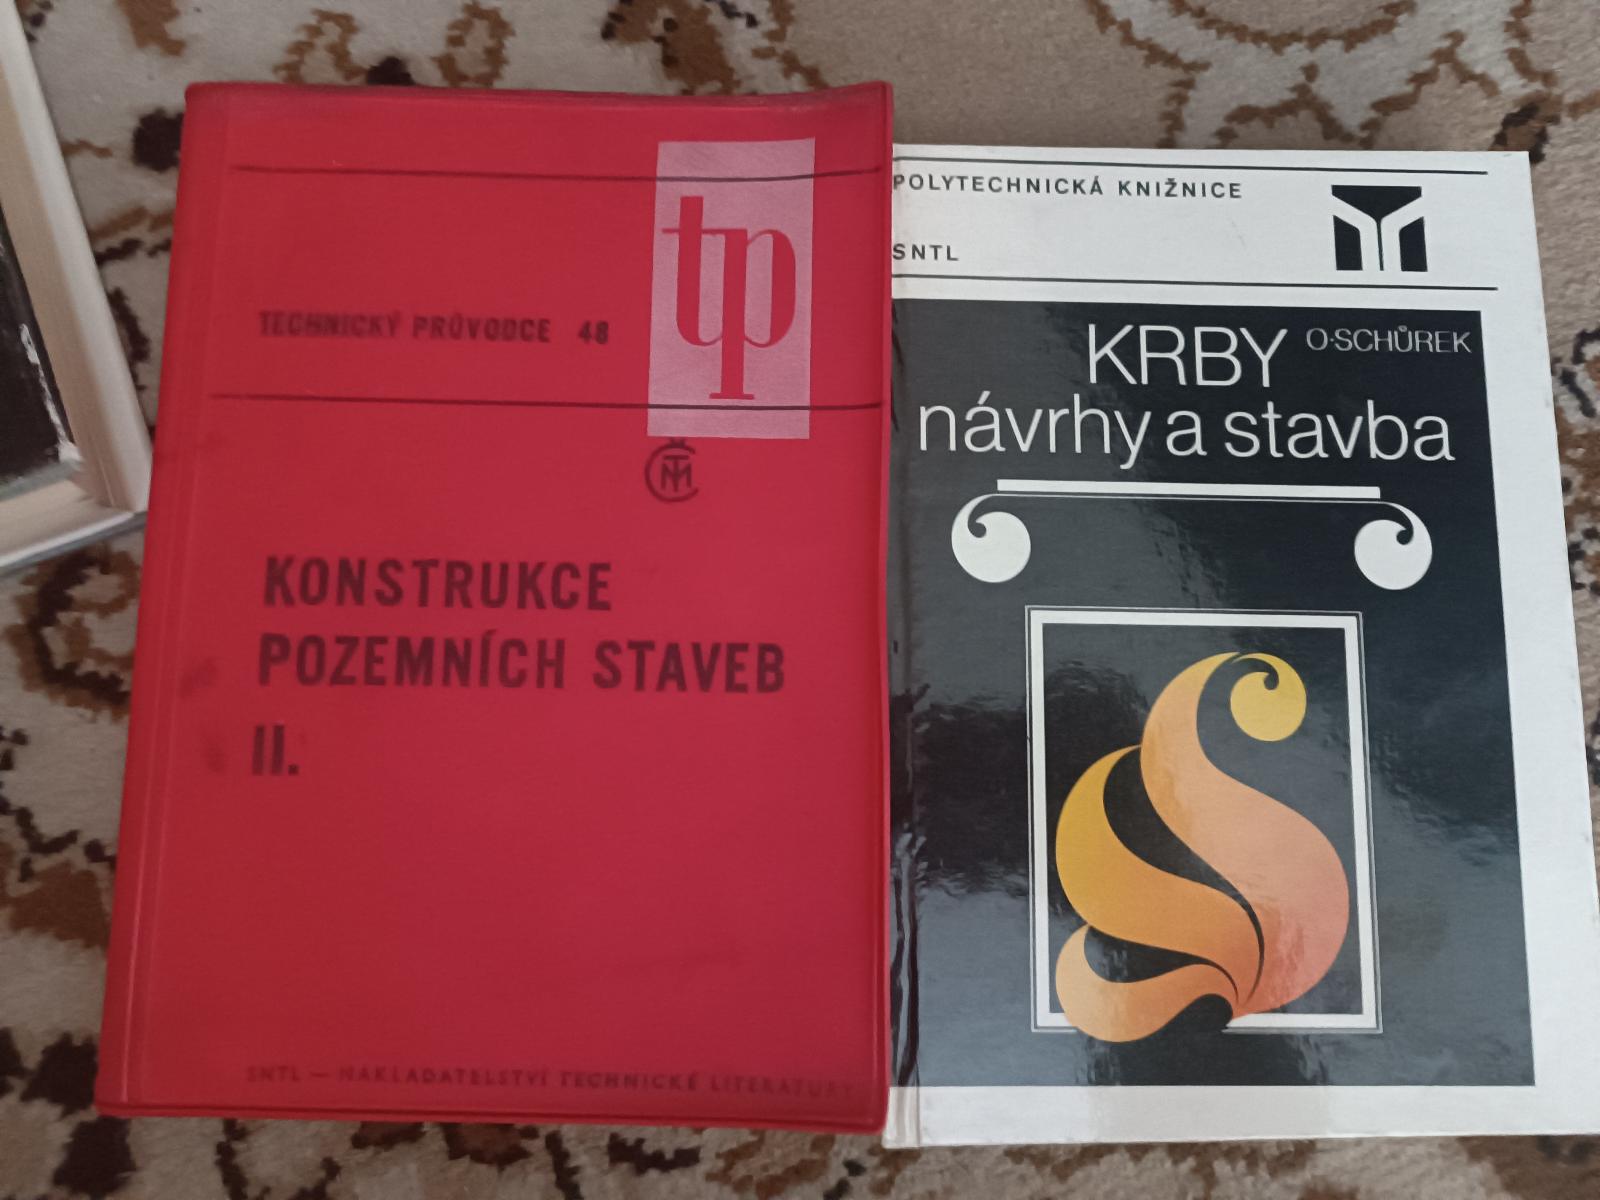 tp
TECHNICKÝ PRŮVODCE 48
KONSTRUKCE
POZEMNÍCH STAVEB
II.
SNTL — NAKLADATELSTVÍ TECHNICKÉ LITERATURY
POLYTECHNICKÁ KNIŽNICE
SNTL
KRBY O·SCHŮREK
návrhy a stavba